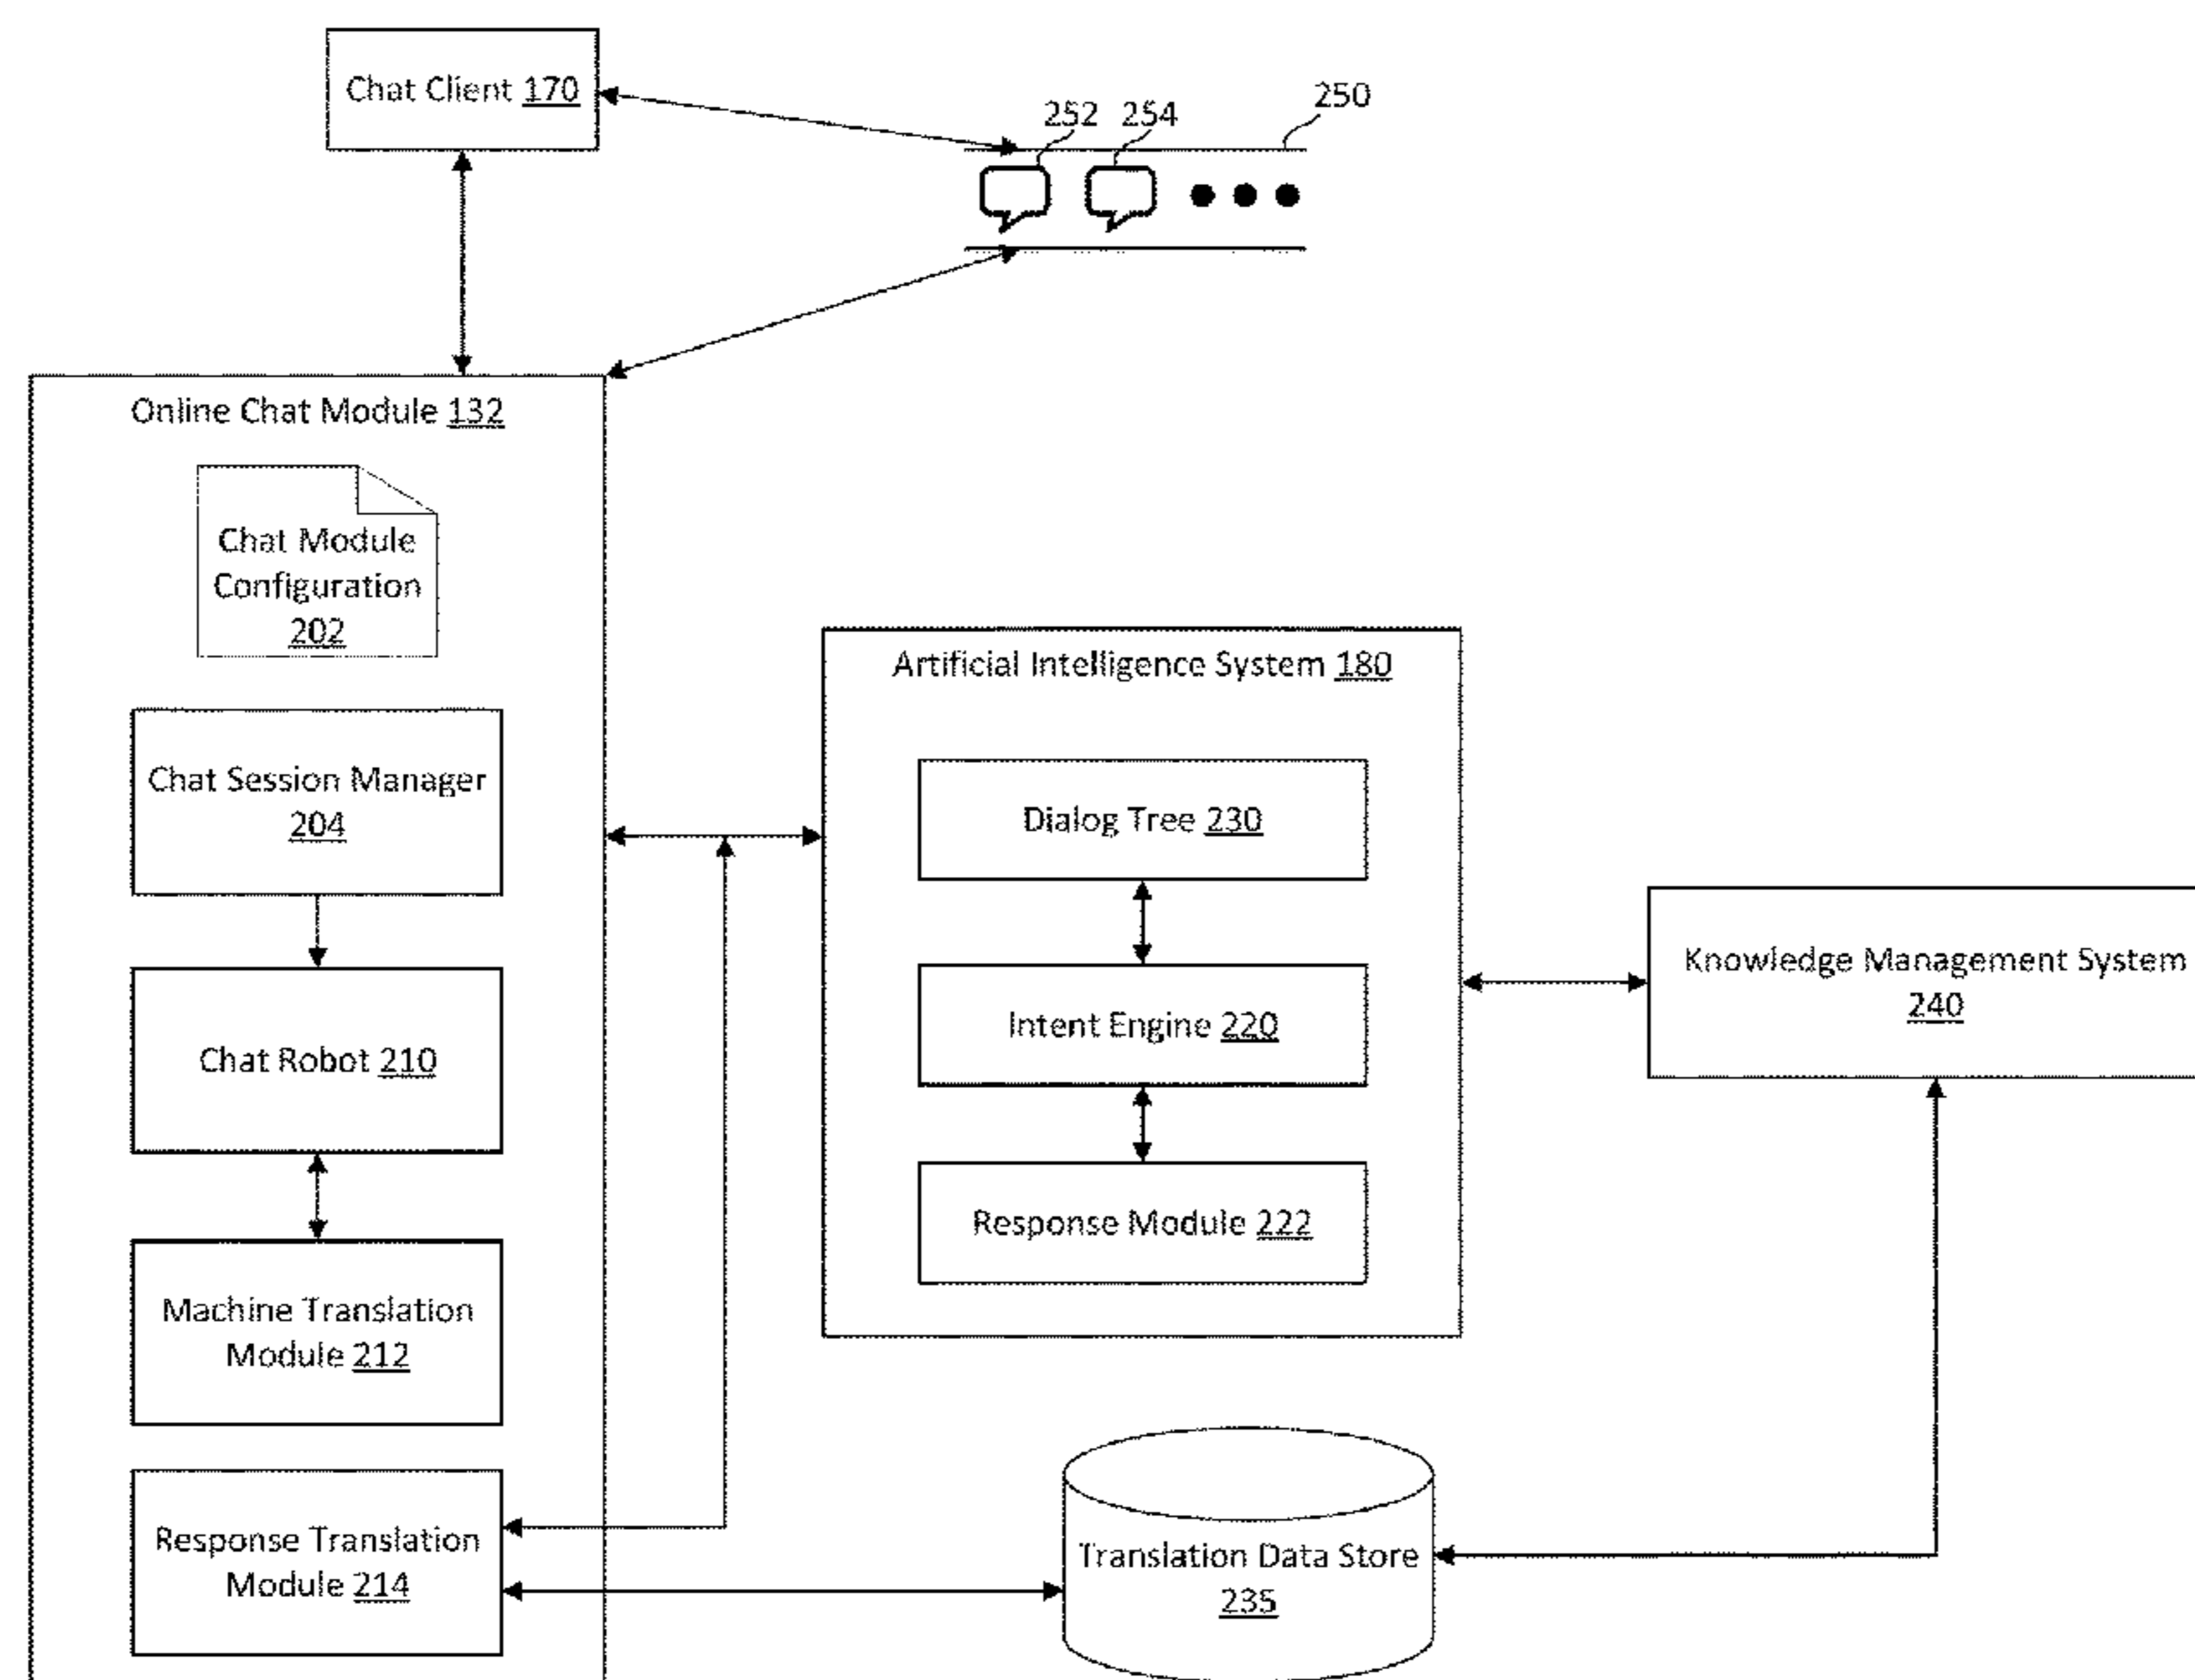 Chat Client 170
252 254
250
Online Chat Module 132
Chat Module
Configuration
202
Chat Session Manager
204
Chat Robot 210
Machine Translation
Module 212
Response Translation
Module 214
Artificial Intelligence System 180
Dialog Tree 230
Intent Engine 220
Response Module 222
Knowledge Management System
240
Translation Data Store
235